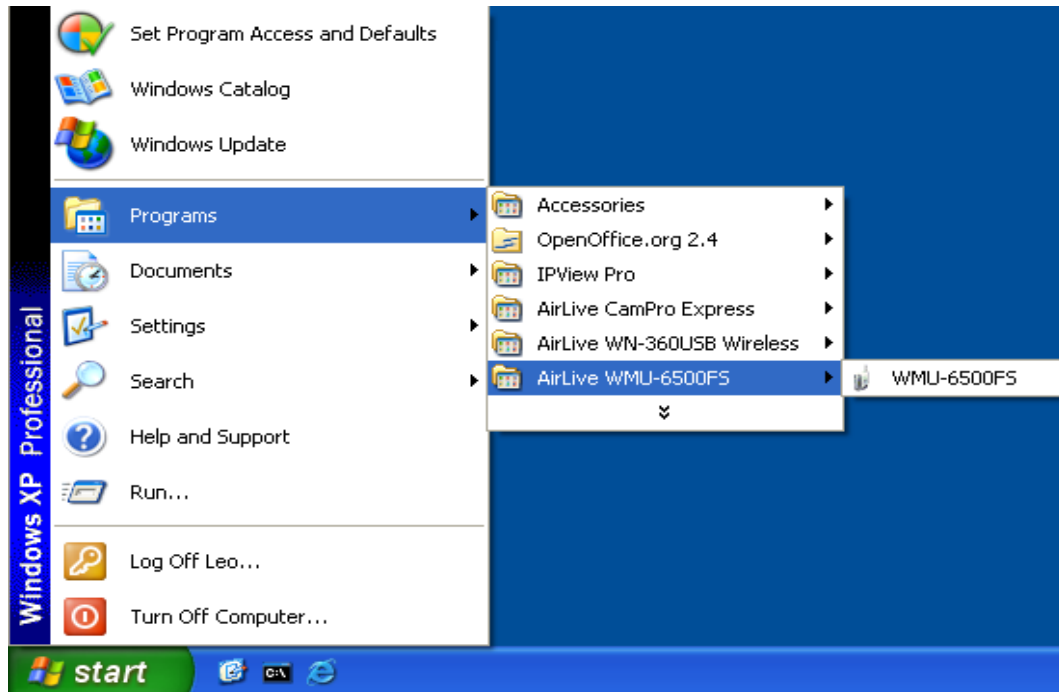 Set Program Access and Defaults
Windows Catalog
Windows Update
Programs
Documents
Settings
Search
Help and Support
Run...
Log Off Leo...
Turn Off Computer...
Windows XP Professional
Accessories
OpenOffice.org 2.4
IPView Pro
AirLive CamPro Express
AirLive WN-360USB Wireless
AirLive WMU-6500FS
WMU-6500FS
start
C:\